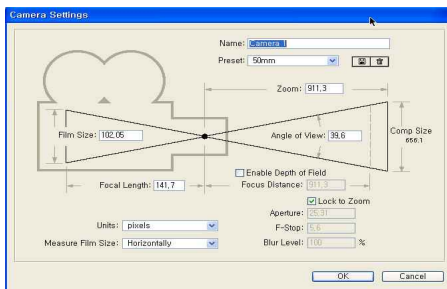 Camera Settings
Name: Camera 1
Preset: 50mm
Zoom: 911,3
Film Size: 102,05
Angle of View: 39,6
Comp Size
656,1
Enable Depth of Field
Focal Length: 141,7
Focus Distance: 911,3
Lock to Zoom
Units: pixels
Aperture: 25,31
F-Stop: 5,6
Measure Film Size: Horizontally
Blur Level: 100 %
OK Cancel